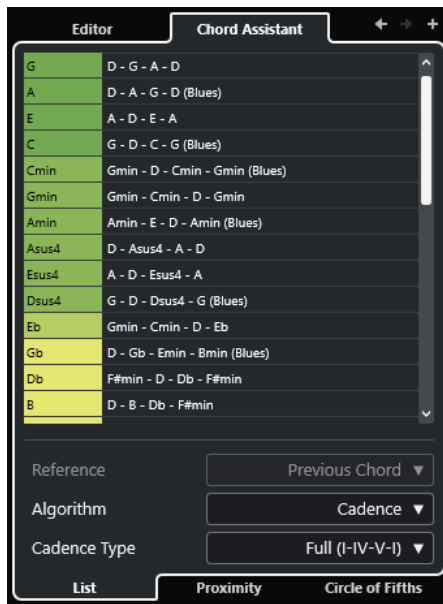 Editor Chord Assistant
G D - G - A - D
A D - A - G - D (Blues)
E A - D - E - A
C G - D - C - G (Blues)
Cmin Gmin - D - Cmin - Gmin (Blues)
Gmin Gmin - Cmin - D - Gmin
Amin Amin - E - D - Amin (Blues)
Asus4 D - Asus4 - A - D
Esus4 A - D - Esus4 - A
Dsus4 G - D - Dsus4 - G (Blues)
Eb Gmin - Cmin - D - Eb
Gb D - Gb - Emin - Bmin (Blues)
Db F#min - D - Db - F#min
B D - B - Db - F#min
Reference Previous Chord
Algorithm Cadence
Cadence Type Full (I-IV-V-I)
List Proximity Circle of Fifths